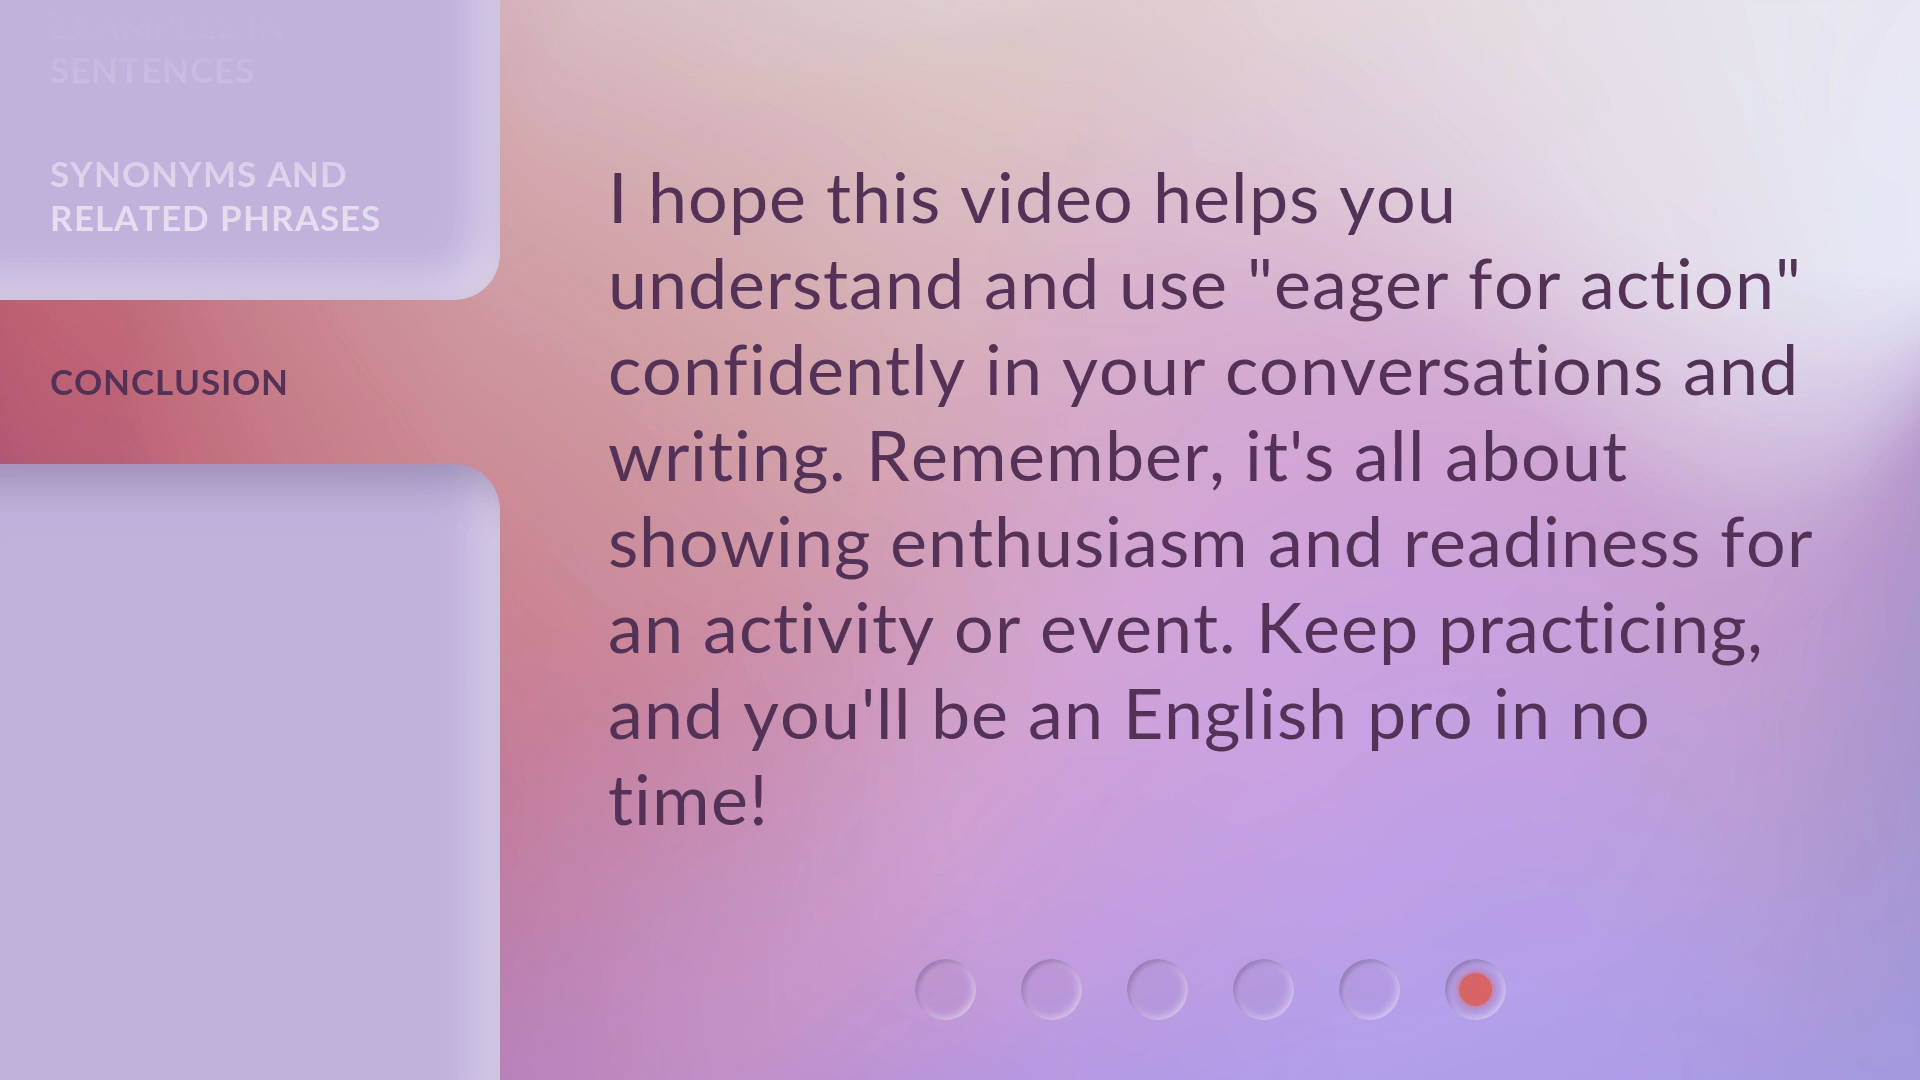 EXAMPLES IN
SENTENCES
SYNONYMS AND
RELATED PHRASES
CONCLUSION
I hope this video helps you
understand and use "eager for action"
confidently in your conversations and
writing. Remember, it's all about
showing enthusiasm and readiness for
an activity or event. Keep practicing,
and you'll be an English pro in no
time!